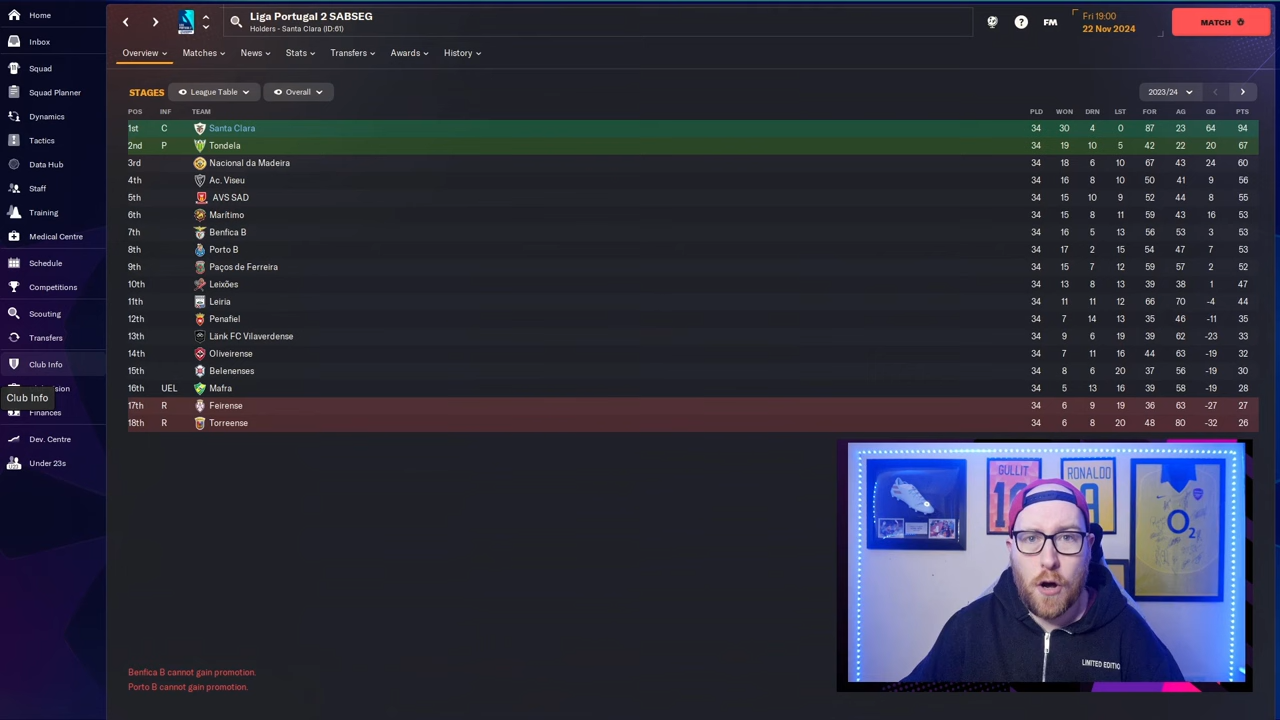 Home
Inbox
Squad
Squad Planner
Dynamics
Tactics
Data Hub
Staff
Training
Medical Centre
Schedule
Competitions
Scouting
Transfers
Club Info
Club Info
Finances
Dev. Centre
Under 23s
Liga Portugal 2 SABSEG
Holders - Santa Clara (ID:61)
? FM
Fri 19:00
22 Nov 2024
MATCH
Overview Matches News Stats Transfers Awards History
STAGES League Table Overall 2023/24
POS INF TEAM PLD WON DRN LST FOR AG GD PTS
1st C Santa Clara 34 30 4 0 87 23 64 94
2nd P Tondela 34 19 10 5 42 22 20 67
3rd Nacional da Madeira 34 18 6 10 67 43 24 60
4th Ac. Viseu 34 16 8 10 50 41 9 56
5th AVS SAD 34 15 10 9 52 44 8 55
6th Marítimo 34 15 8 11 59 43 16 53
7th Benfica B 34 16 5 13 56 53 3 53
8th Porto B 34 17 2 15 54 47 7 53
9th Paços de Ferreira 34 15 7 12 59 57 2 52
10th Leixões 34 13 8 13 39 38 1 47
11th Leiria 34 11 11 12 66 70 -4 44
12th Penafiel 34 7 14 13 35 46 -11 35
13th Länk FC Vilaverdense 34 9 6 19 39 62 -23 33
14th Oliveirense 34 7 11 16 44 63 -19 32
15th Belenenses 34 8 6 20 37 56 -19 30
16th UEL Mafra 34 5 13 16 39 58 -19 28
17th R Feirense 34 6 9 19 36 63 -27 27
18th R Torreense 34 6 8 20 48 80 -32 26
GULLIT
RONALDO
O2
LIMITED EDITION
Benfica B cannot gain promotion.
Porto B cannot gain promotion.